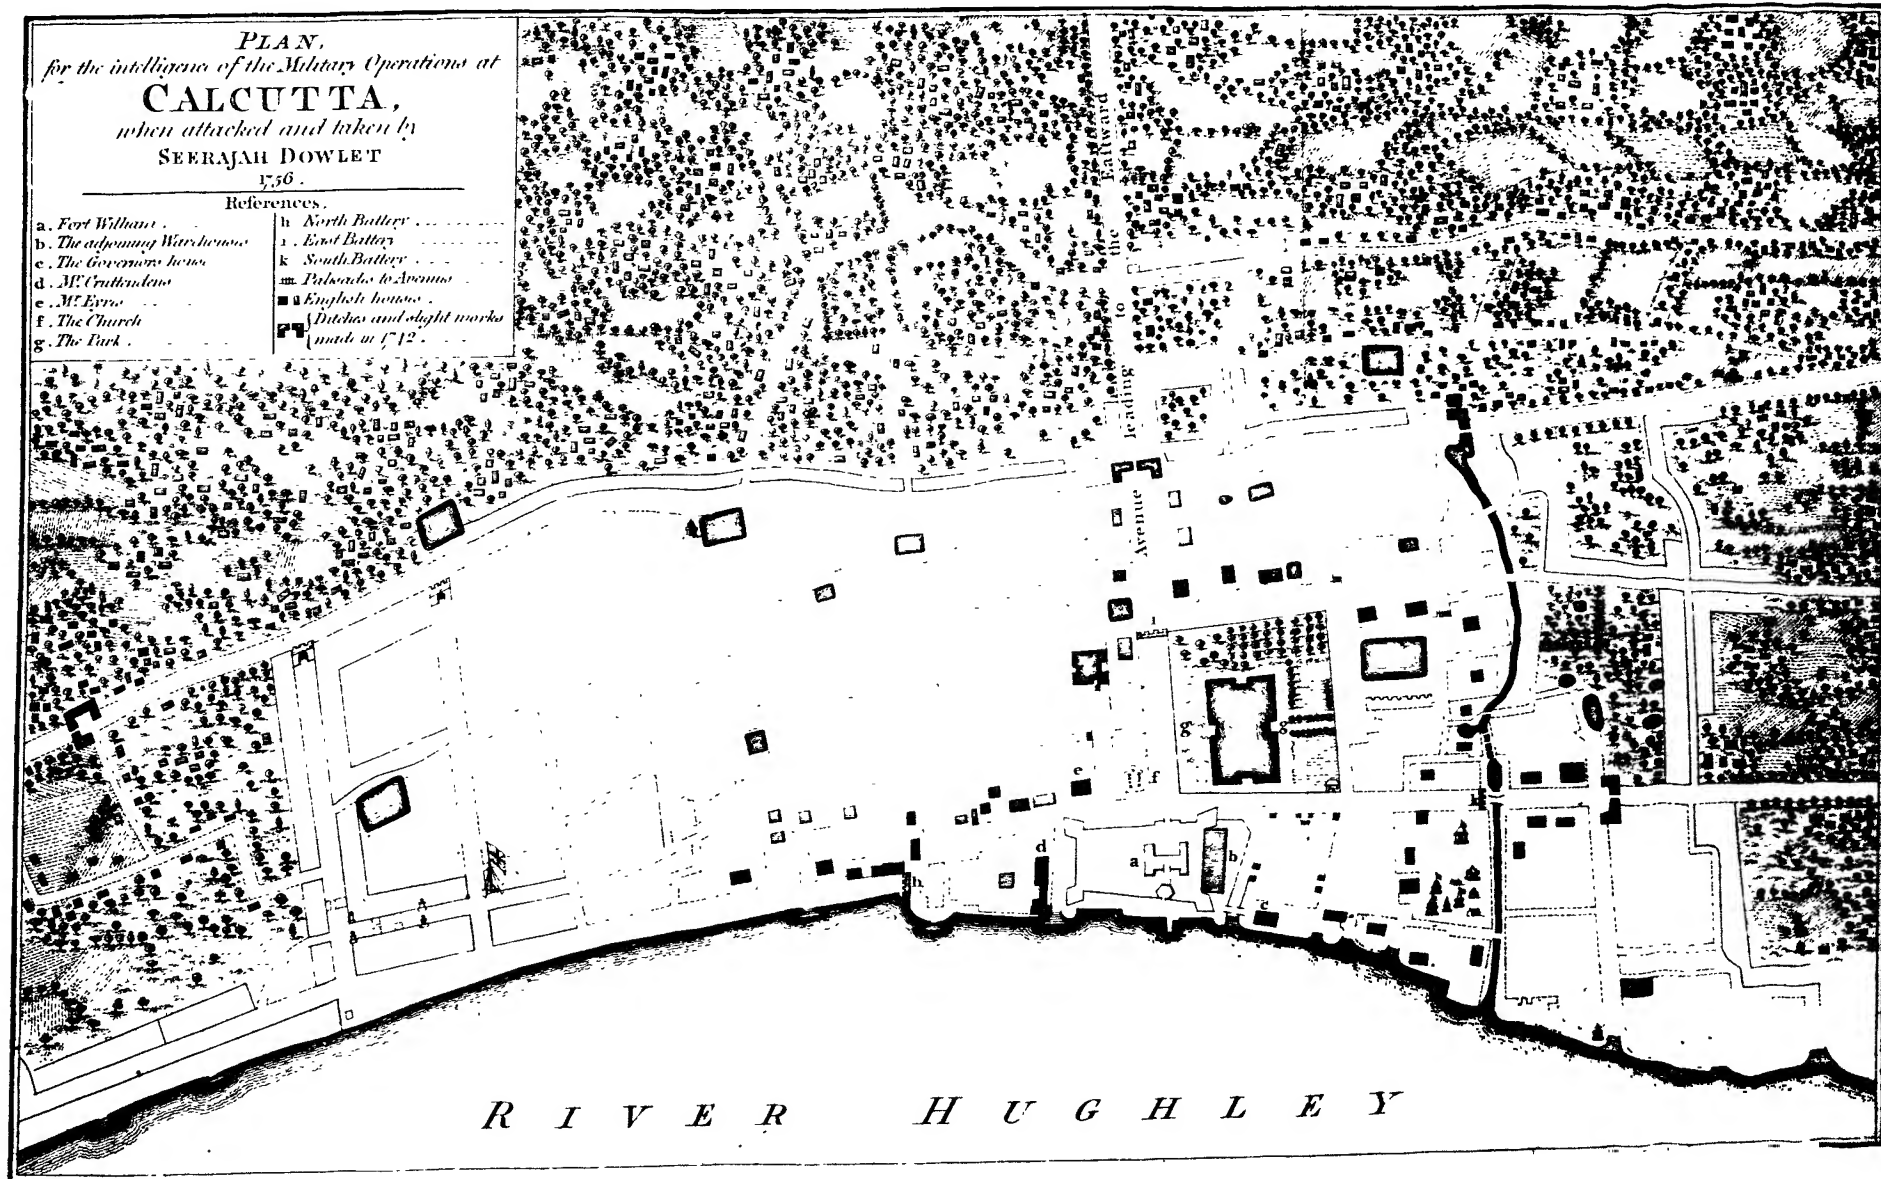 PLAN,
for the intelligence of the Military Operations at
CALCUTTA,
when attacked and taken by
SEERAJAH DOWLET
1756.
References.
a. Fort William.
b. The adjoining Warehouses
c. The Governors house
d. Mr. Cruttendens
e. Mr. Eyres
f. The Church
g. The Park.
h North Battery
i. East Battery
k South Battery
Palisades to Avenues
English houses.
Ditches and slight works
made in 1742.
Avenue leading to the Eastward
g
g
i
k
e
f
d
a
b
h
c
RIVER HUGHLEY